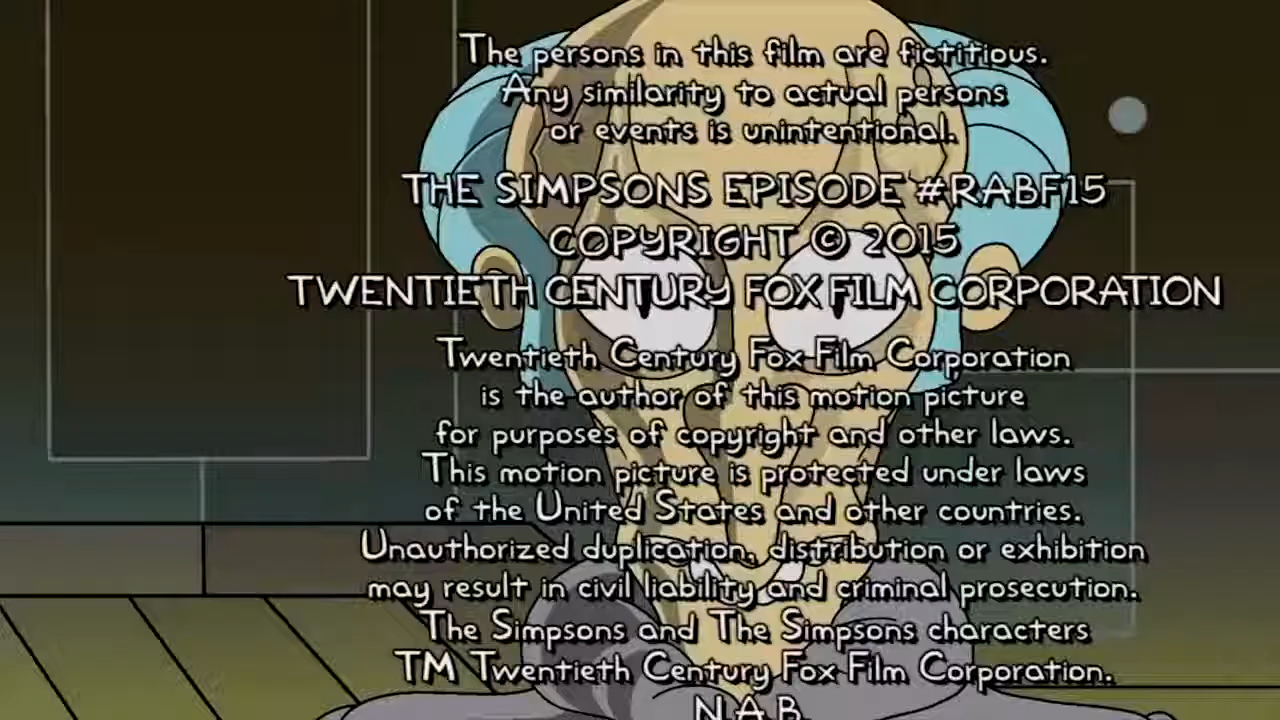 The persons in this film are fictitious.
Any similarity to actual persons
or events is unintentional.
THE SIMPSONS EPISODE #RABF15
COPYRIGHT © 2015
TWENTIETH CENTURY FOX FILM CORPORATION
Twentieth Century Fox Film Corporation
is the author of this motion picture
for purposes of copyright and other laws.
This motion picture is protected under laws
of the United States and other countries.
Unauthorized duplication, distribution or exhibition
may result in civil liability and criminal prosecution.
The Simpsons and The Simpsons characters
TM Twentieth Century Fox Film Corporation.
N.A.B.